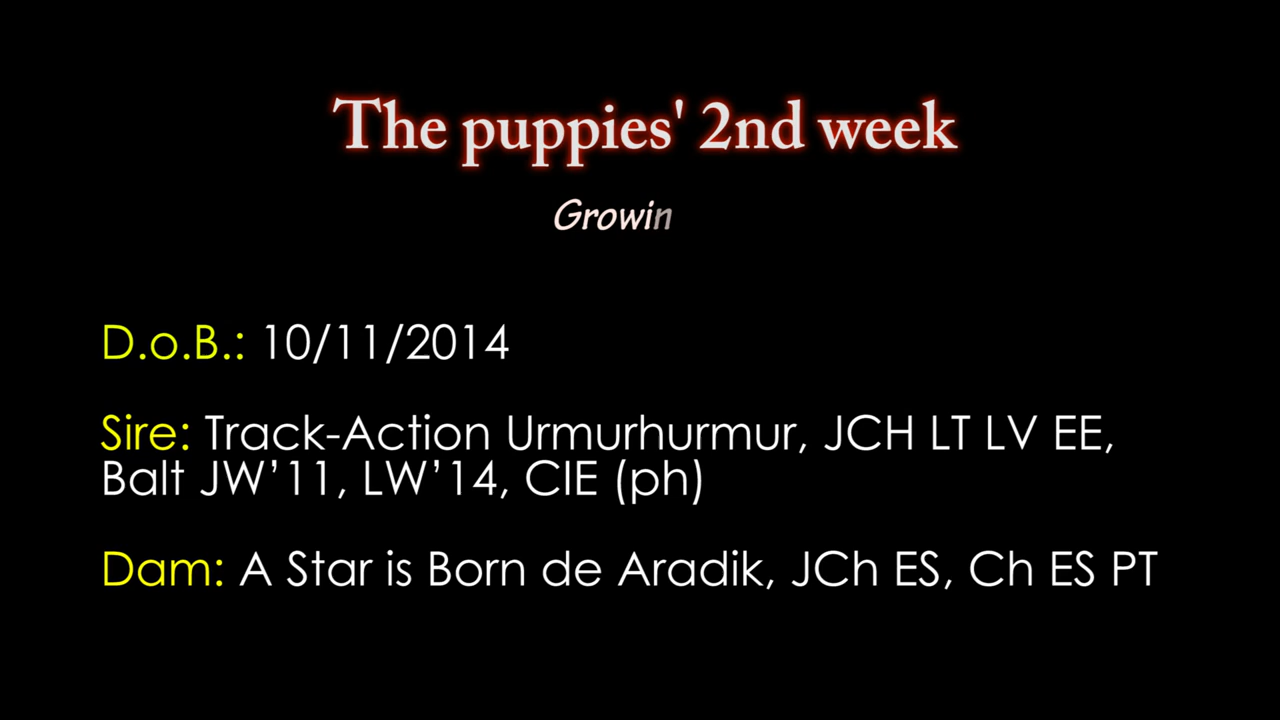 The puppies' 2nd week
Growin
D.o.B.: 10/11/2014
Sire: Track-Action Urmurhurmur, JCH LT LV EE,
Balt JW’11, LW’14, CIE (ph)
Dam: A Star is Born de Aradik, JCh ES, Ch ES PT